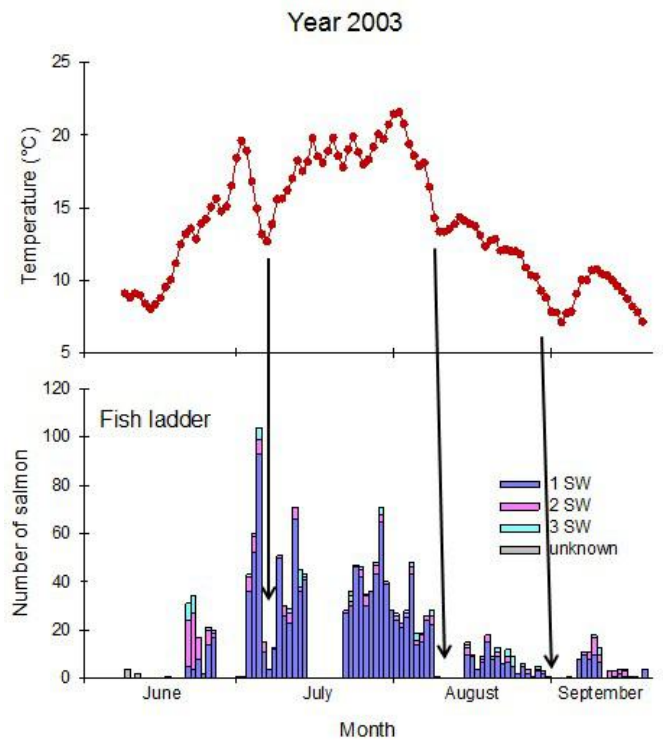 Year 2003
25
20
15
10
5
Temperature (°C)
120
100
80
60
40
20
0
Number of salmon
Fish ladder
1 SW
2 SW
3 SW
unknown
June July August September
Month